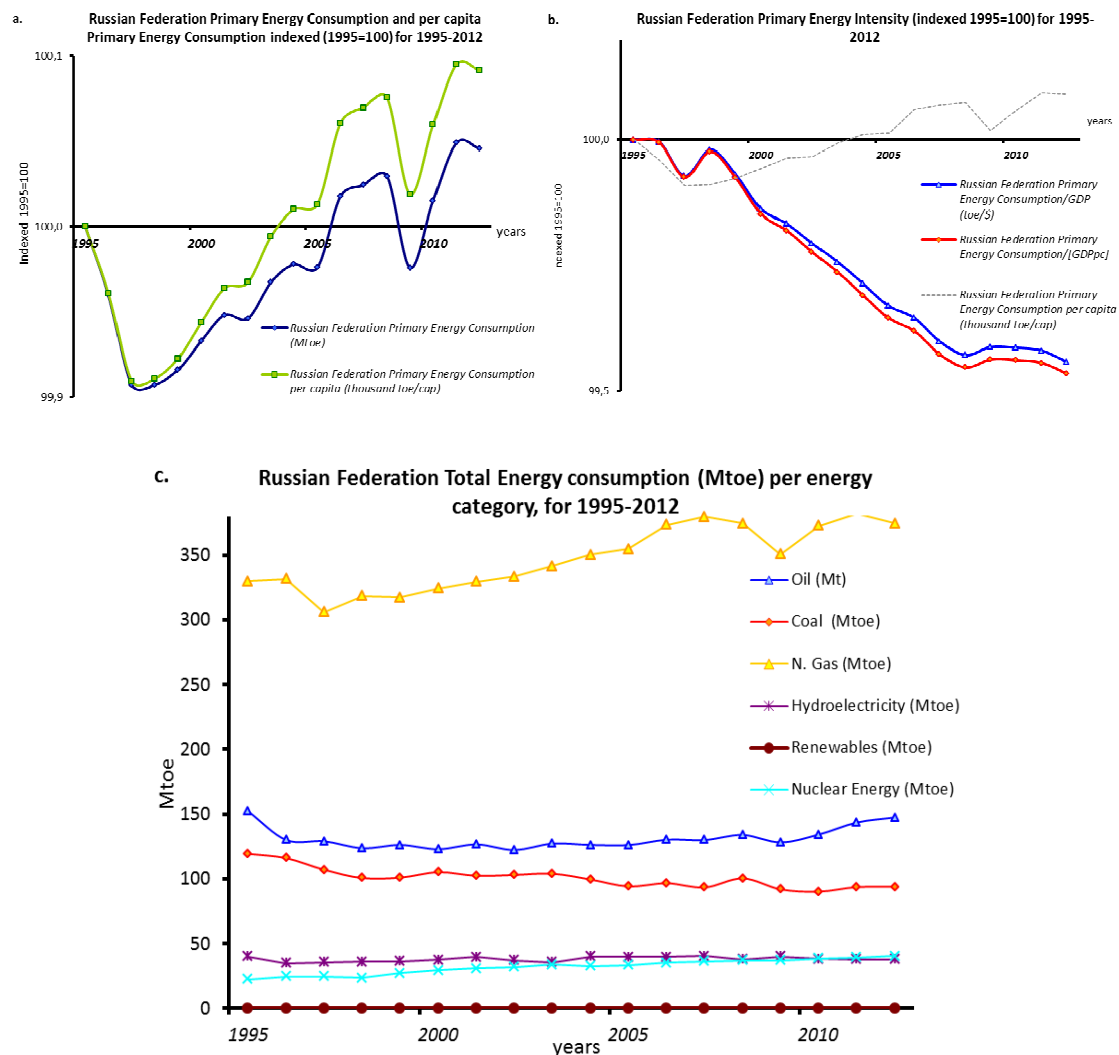 a.
Russian Federation Primary Energy Consumption and per capita
Primary Energy Consumption indexed (1995=100) for 1995-2012
100,1
100,0
99,9
Indexed 1995=100
1995
2000
2005
2010
years
Russian Federation Primary Energy Consumption
(MToe)
Russian Federation Primary Energy Consumption
per capita (thousand toe/cap)
b.
Russian Federation Primary Energy Intensity (indexed 1995=100) for 1995-
2012
100,0
99,5
ndexed 1995=100
1995
2000
2005
2010
years
Russian Federation Primary
Energy Consumption/GDP
(toe/$)
Russian Federation Primary
Energy Consumption/[GDPpc]
Russian Federation Primary
Energy Consumption per capita
(thousand toe/cap)
c.
Russian Federation Total Energy consumption (Mtoe) per energy
category, for 1995-2012
350
300
250
200
150
100
50
0
Mtoe
1995
2000
2005
2010
years
Oil (Mt)
Coal (Mtoe)
N. Gas (Mtoe)
Hydroelectricity (Mtoe)
Renewables (Mtoe)
Nuclear Energy (Mtoe)